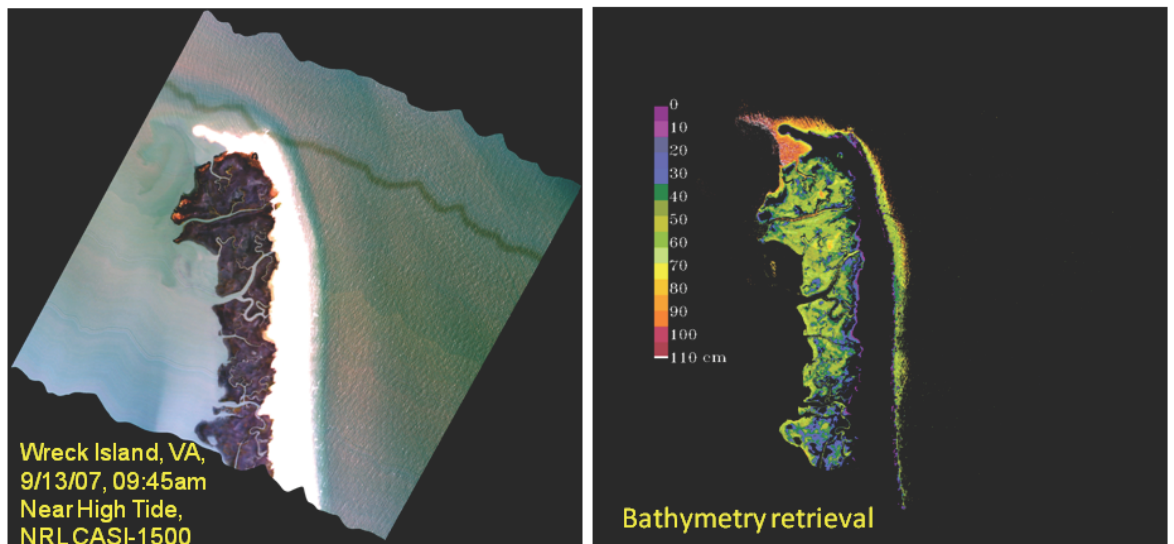 Wreck Island, VA,
9/13/07, 09:45am
Near High Tide,
NRL CASI-1500
0
10
20
30
40
50
60
70
80
90
100
110 cm
Bathymetry retrieval